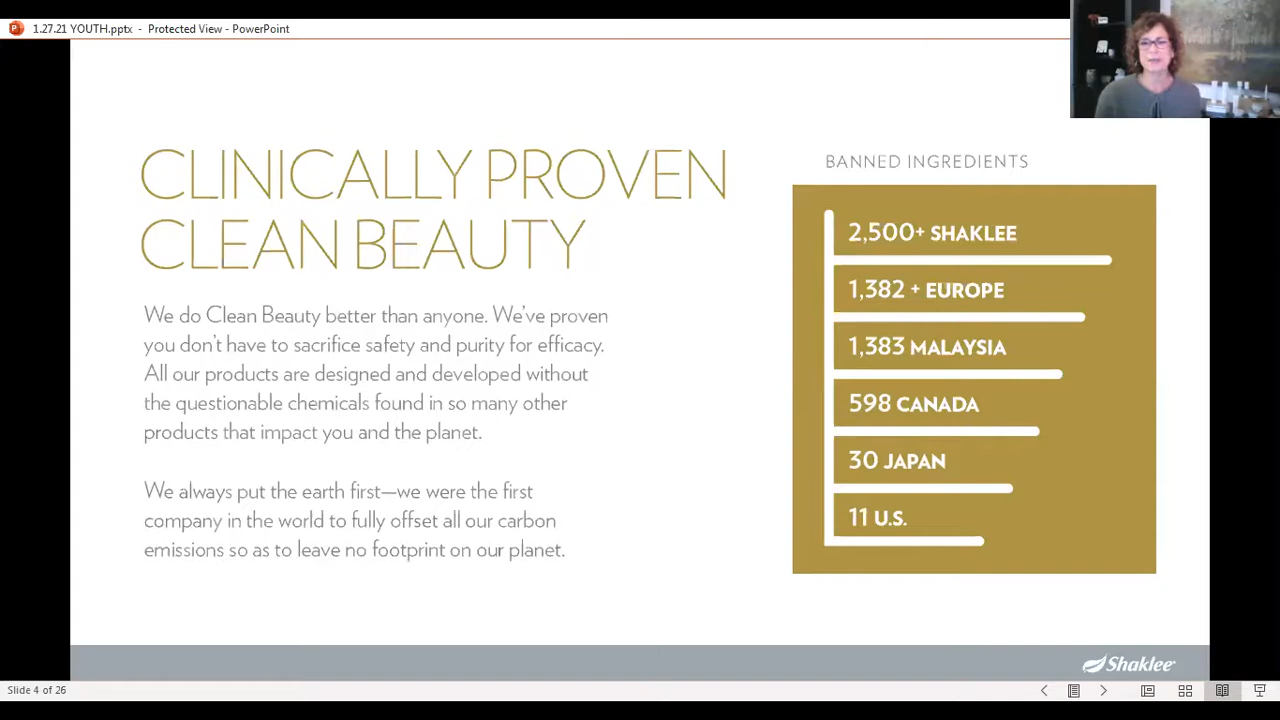 1.27.21 YOUTH.pptx - Protected View - PowerPoint
CLINICALLY PROVEN
CLEAN BEAUTY
We do Clean Beauty better than anyone. We've proven
you don't have to sacrifice safety and purity for efficacy.
All our products are designed and developed without
the questionable chemicals found in so many other
products that impact you and the planet.
We always put the earth first—we were the first
company in the world to fully offset all our carbon
emissions so as to leave no footprint on our planet.
BANNED INGREDIENTS
2,500+ SHAKLEE
1,382 + EUROPE
1,383 MALAYSIA
598 CANADA
30 JAPAN
11 U.S.
Shaklee
Slide 4 of 26